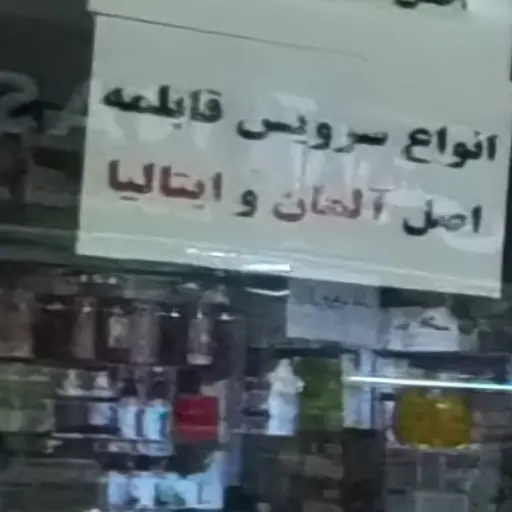 انواع سرویس قابلمه
اصل آلمان و ایتالیا